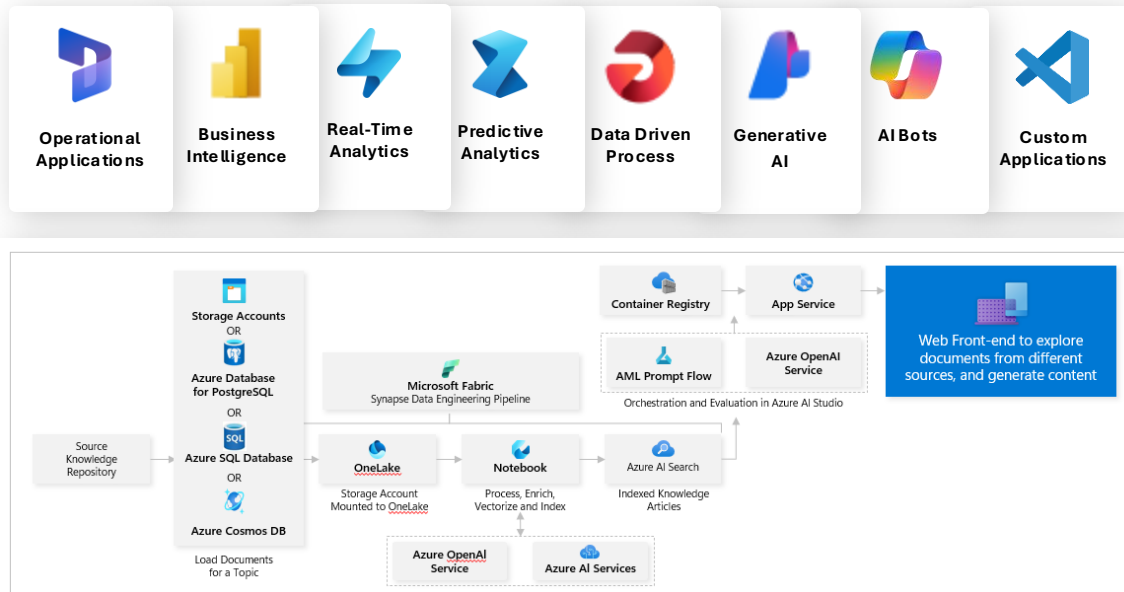 Operational
Applications
Business
Intelligence
Real-Time
Analytics
Predictive
Analytics
Data Driven
Process
Generative
AI
AI Bots
Custom
Applications
Source
Knowledge
Repository
Storage Accounts
OR
Azure Database
for PostgreSQL
OR
SQL
Azure SQL Database
OR
Azure Cosmos DB
Load Documents
for a Topic
Microsoft Fabric
Synapse Data Engineering Pipeline
OneLake
Storage Account
Mounted to OneLake
Notebook
Process, Enrich,
Vectorize and Index
Azure AI Search
Indexed Knowledge
Articles
Azure OpenAI
Service
Azure AI Services
Container Registry
App Service
AML Prompt Flow
Azure OpenAI
Service
Orchestration and Evaluation in Azure AI Studio
Web Front-end to explore
documents from different
sources, and generate content